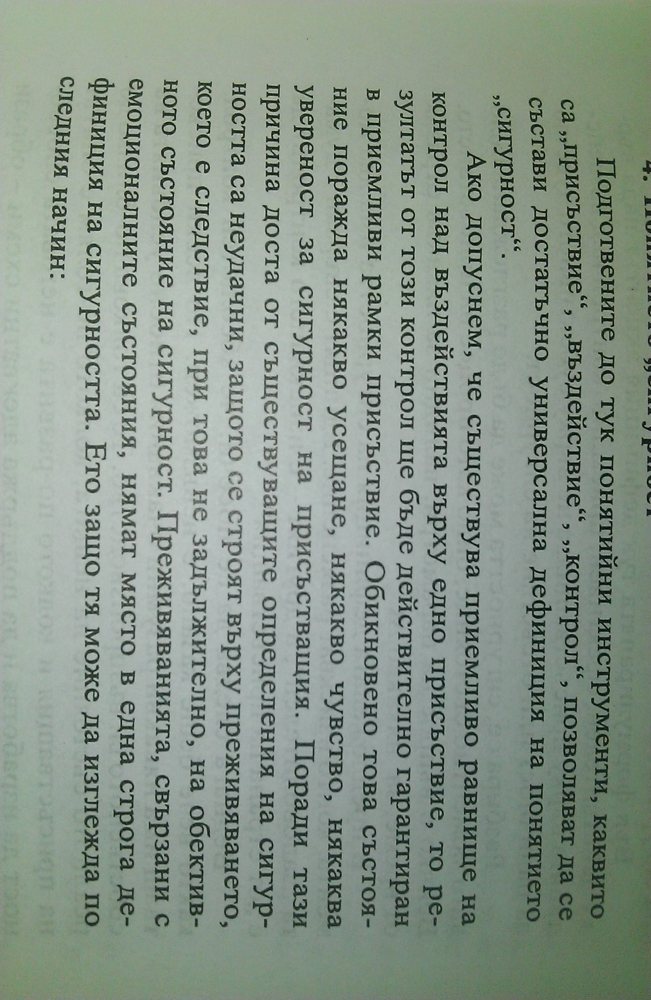 4. Понятието „сигурност“
Подготвените до тук понятийни инструменти, каквито
са „присъствие“, „въздействие“, „контрол“, позволяват да се
състави достатъчно универсална дефиниция на понятието
„сигурност“.
Ако допуснем, че съществува приемливо равнище на
контрол над въздействията върху едно присъствие, то ре-
зултатът от този контрол ще бъде действително гарантиран
в приемливи рамки присъствие. Обикновено това състоя-
ние поражда някакво усещане, някакво чувство, някаква
увереност за сигурност на присъстващия. Поради тази
причина доста от съществуващите определения на сигур-
ността са неудачни, защото се строят върху преживяването,
което е следствие, при това не задължително, на обектив-
ното състояние на сигурност. Преживяванията, свързани с
емоционалните състояния, нямат място в една строга де-
финиция на сигурността. Ето защо тя може да изглежда по
следния начин: